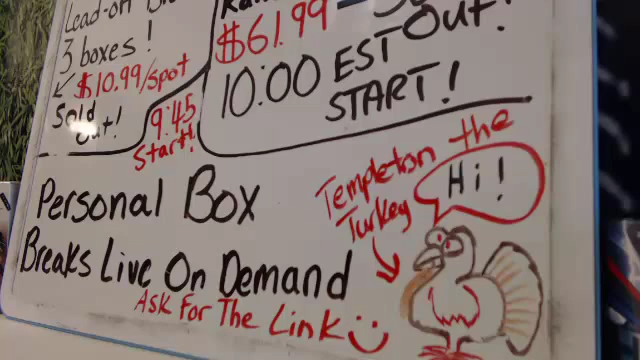 Lead-off
3 boxes!
$10.99/spot
Sold Out!
9:45
Start!
$61.99
Out!
10:00 EST
START!
Personal Box
Breaks Live On Demand
Ask For The Link
Templeton the
Turkey
Hi!